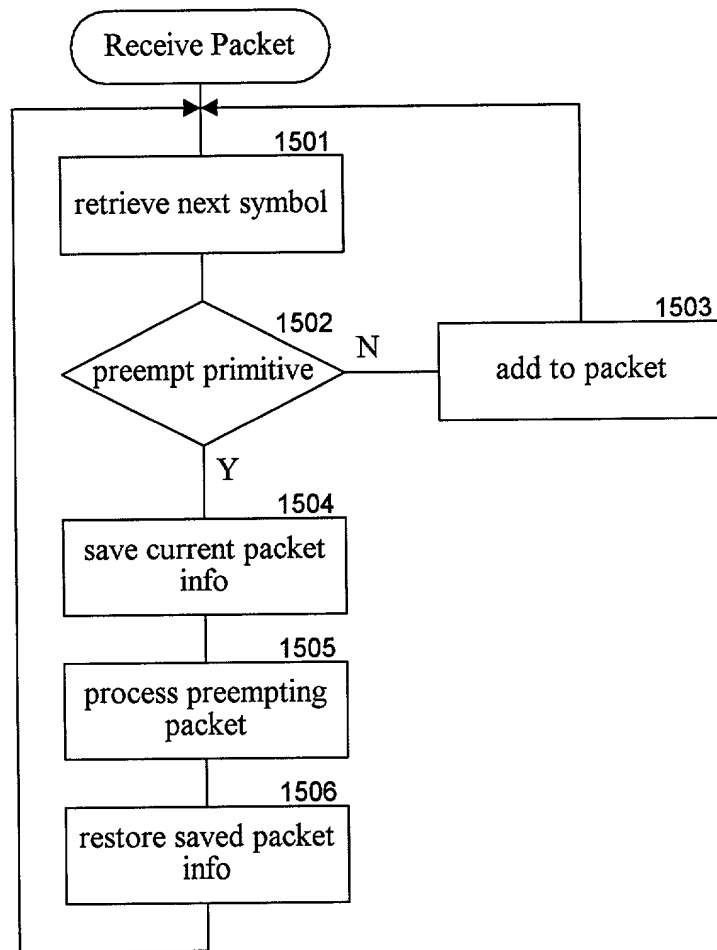 Receive Packet
1501
retrieve next symbol
1502
preempt primitive
N
1503
add to packet
Y
1504
save current packet
info
1505
process preempting
packet
1506
restore saved packet
info